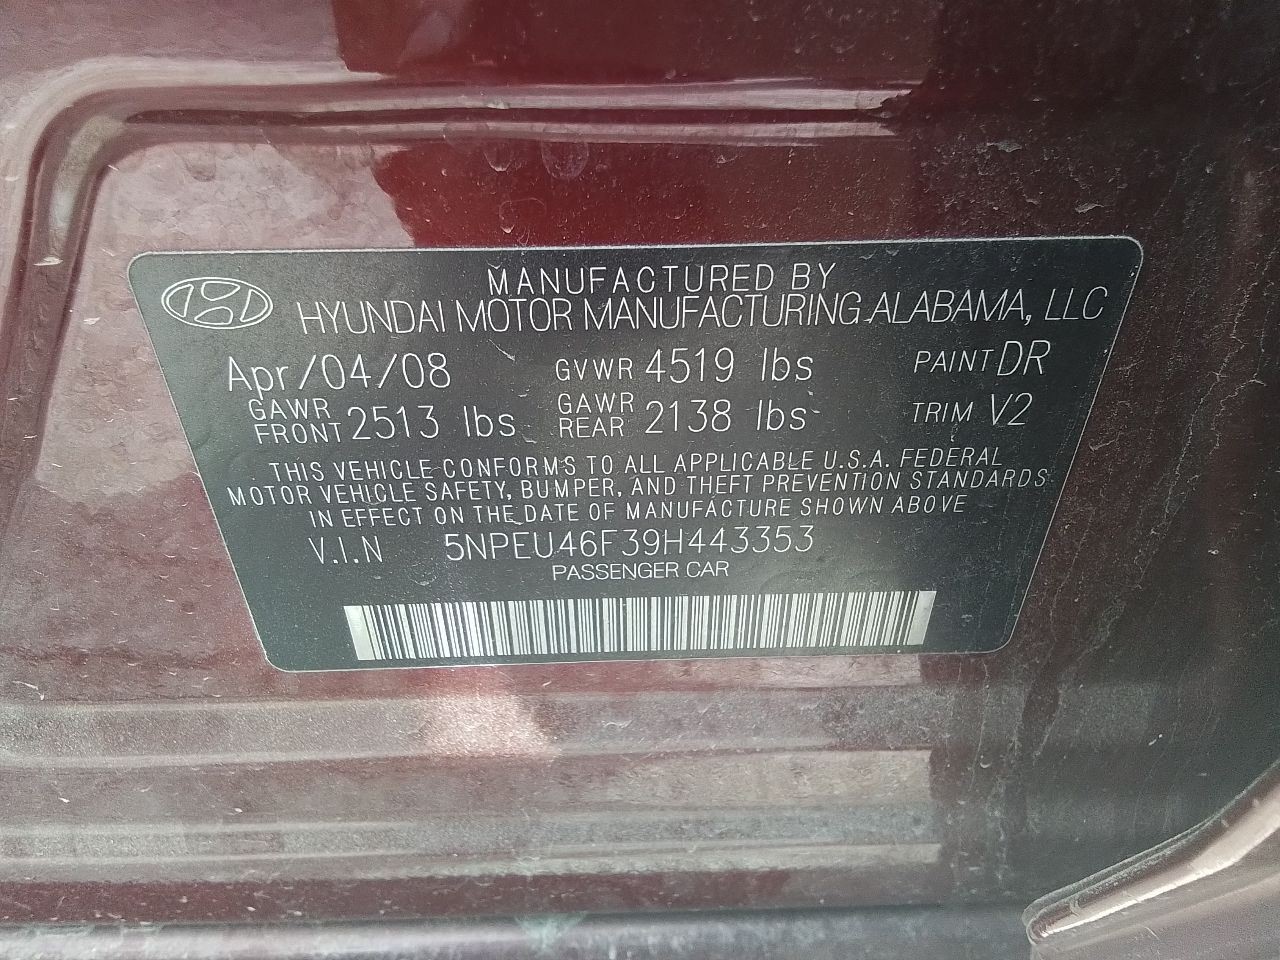 MANUFACTURED BY
HYUNDAI MOTOR MANUFACTURING ALABAMA, LLC
Apr/04/08 GVWR 4519 lbs PAINT DR
GAWR FRONT 2513 lbs GAWR REAR 2138 lbs TRIM V2
THIS VEHICLE CONFORMS TO ALL APPLICABLE U.S.A. FEDERAL
MOTOR VEHICLE SAFETY, BUMPER, AND THEFT PREVENTION STANDARDS
IN EFFECT ON THE DATE OF MANUFACTURE SHOWN ABOVE
V.I.N 5NPEU46F39H443353
PASSENGER CAR